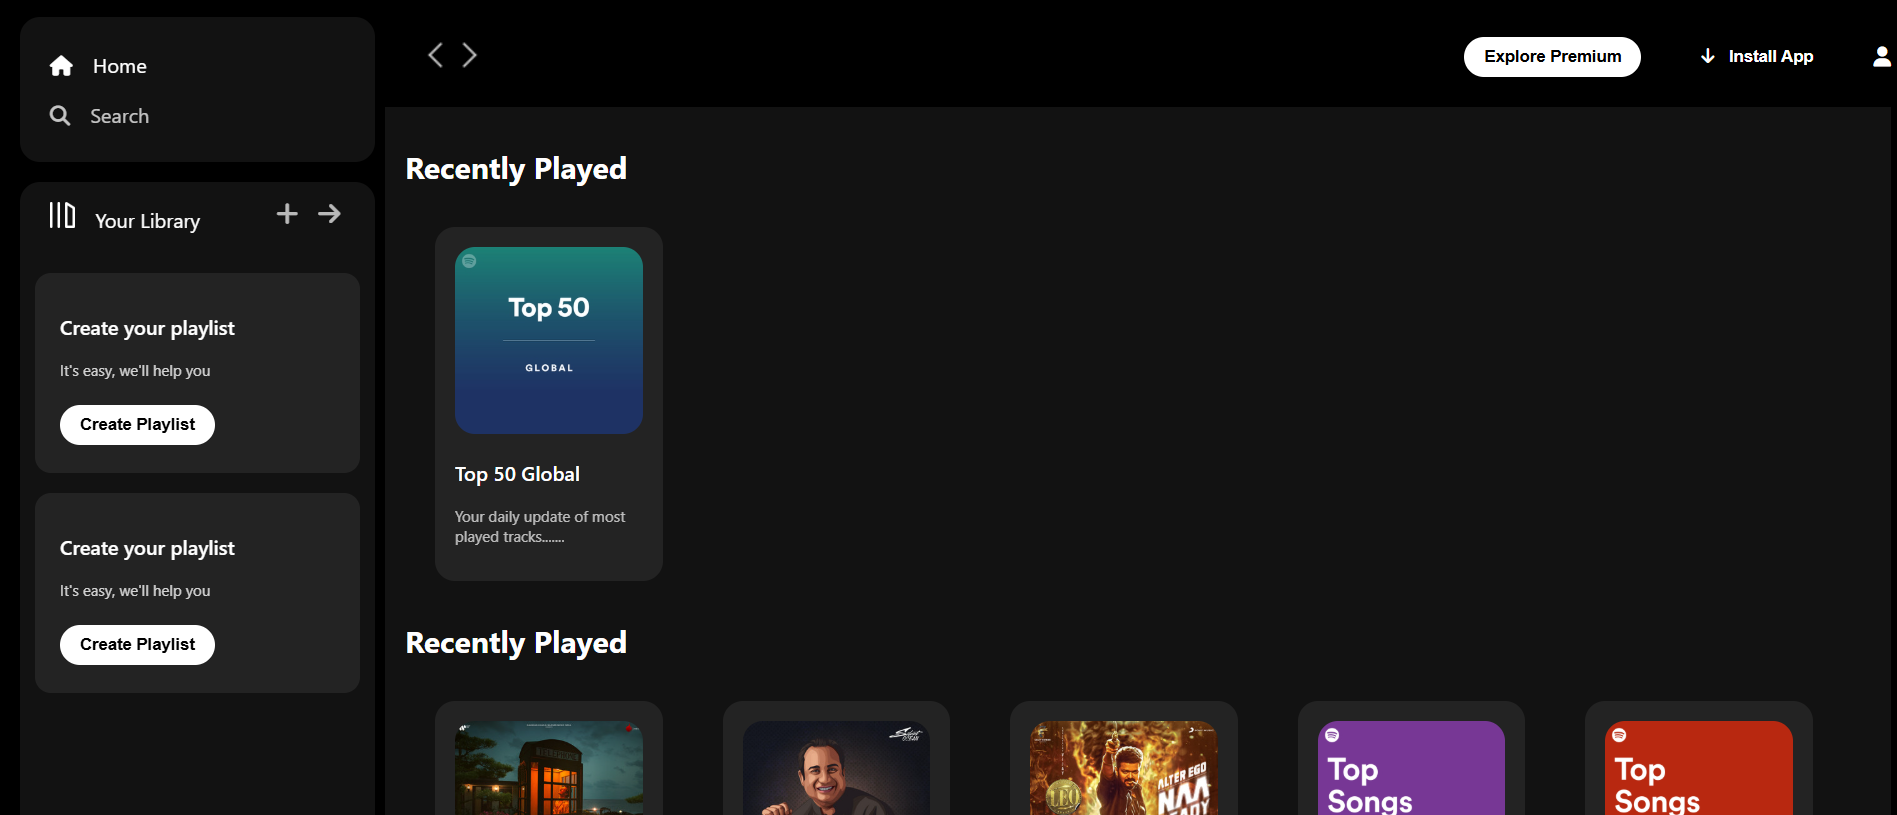 Home
Search
Your Library
Create your playlist
It's easy, we'll help you
Create Playlist
Create your playlist
It's easy, we'll help you
Create Playlist
Explore Premium
Install App
Recently Played
Top 50
GLOBAL
Top 50 Global
Your daily update of most
played tracks.......
Recently Played
ALTER EGO
NAA
READY
LEO
Top
Songs
Top
Songs